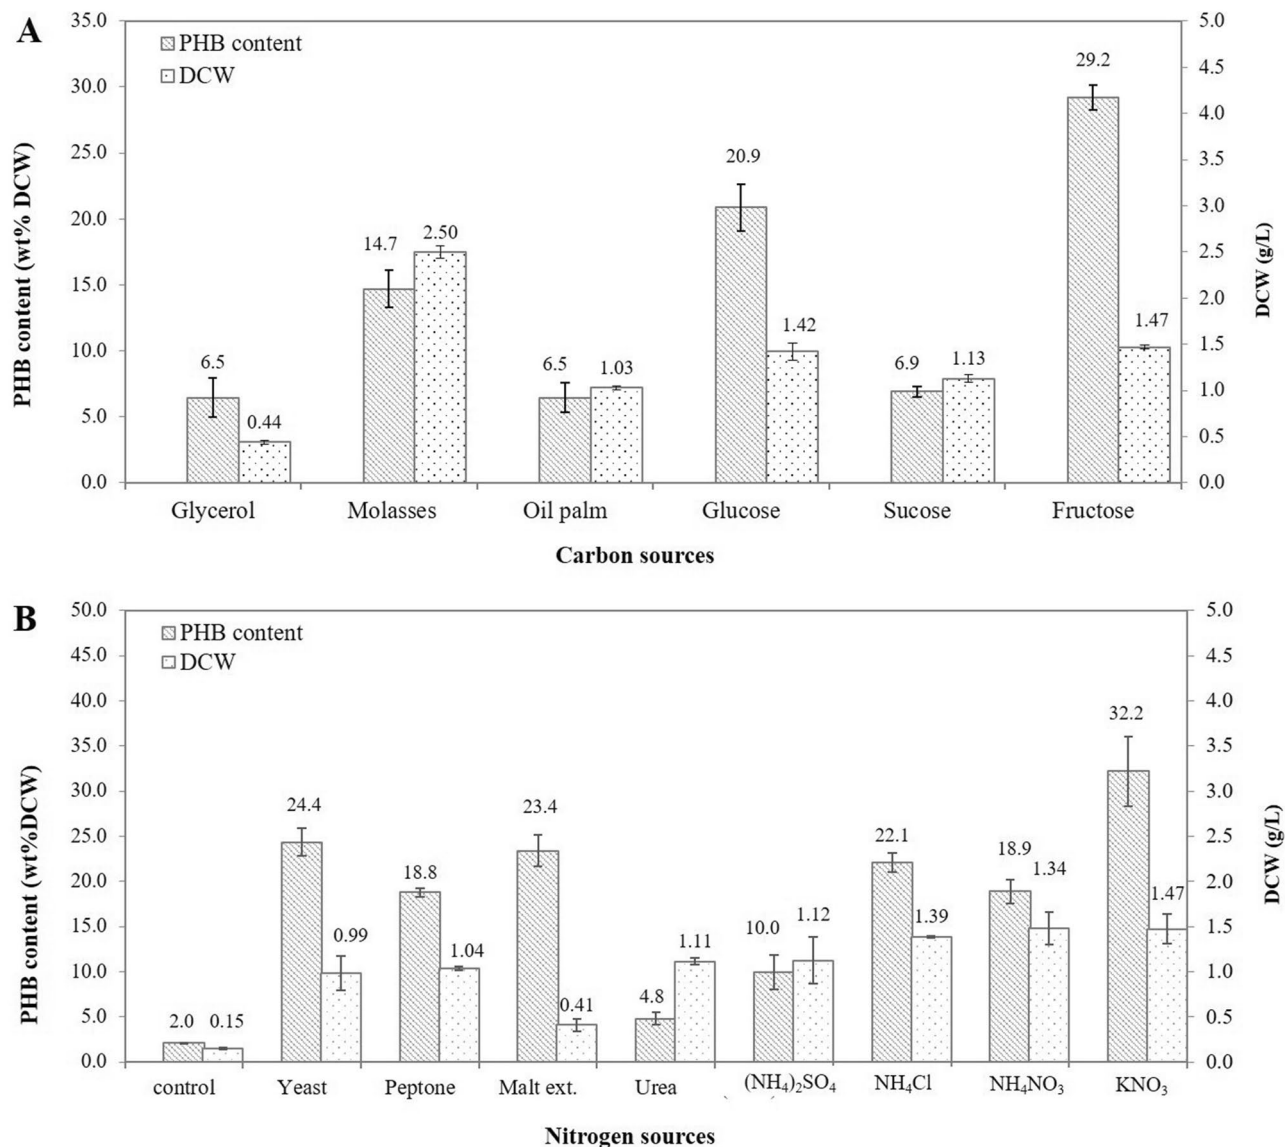 A
PHB content
DCW
PHB content (wt% DCW)
35.0
30.0
25.0
20.0
15.0
10.0
5.0
0.0
5.0
4.5
4.0
3.5
3.0
2.5
2.0
1.5
1.0
0.5
0.0
DCW (g/L)
6.5
0.44
14.7
2.50
6.5
1.03
20.9
1.42
6.9
1.13
29.2
1.47
Glycerol
Molasses
Oil palm
Glucose
Sucose
Fructose
Carbon sources
B
PHB content
DCW
PHB content (wt%DCW)
50.0
45.0
40.0
35.0
30.0
25.0
20.0
15.0
10.0
5.0
0.0
5.0
4.5
4.0
3.5
3.0
2.5
2.0
1.5
1.0
0.5
0.0
DCW (g/L)
2.0
0.15
24.4
0.99
18.8
1.04
23.4
0.41
4.8
1.11
10.0
1.12
22.1
1.39
18.9
1.34
32.2
1.47
control
Yeast
Peptone
Malt ext.
Urea
(NH₄)₂SO₄
NH₄Cl
NH₄NO₃
KNO₃
Nitrogen sources